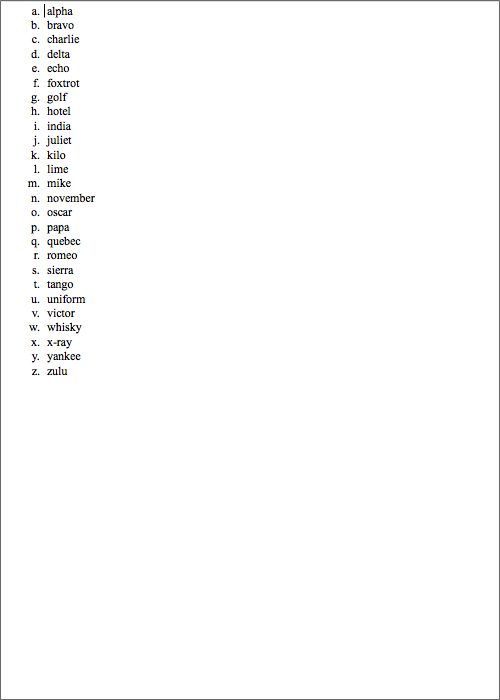 a. alpha
b. bravo
c. charlie
d. delta
e. echo
f. foxtrot
g. golf
h. hotel
i. india
j. juliet
k. kilo
l. lime
m. mike
n. november
o. oscar
p. papa
q. quebec
r. romeo
s. sierra
t. tango
u. uniform
v. victor
w. whisky
x. x-ray
y. yankee
z. zulu